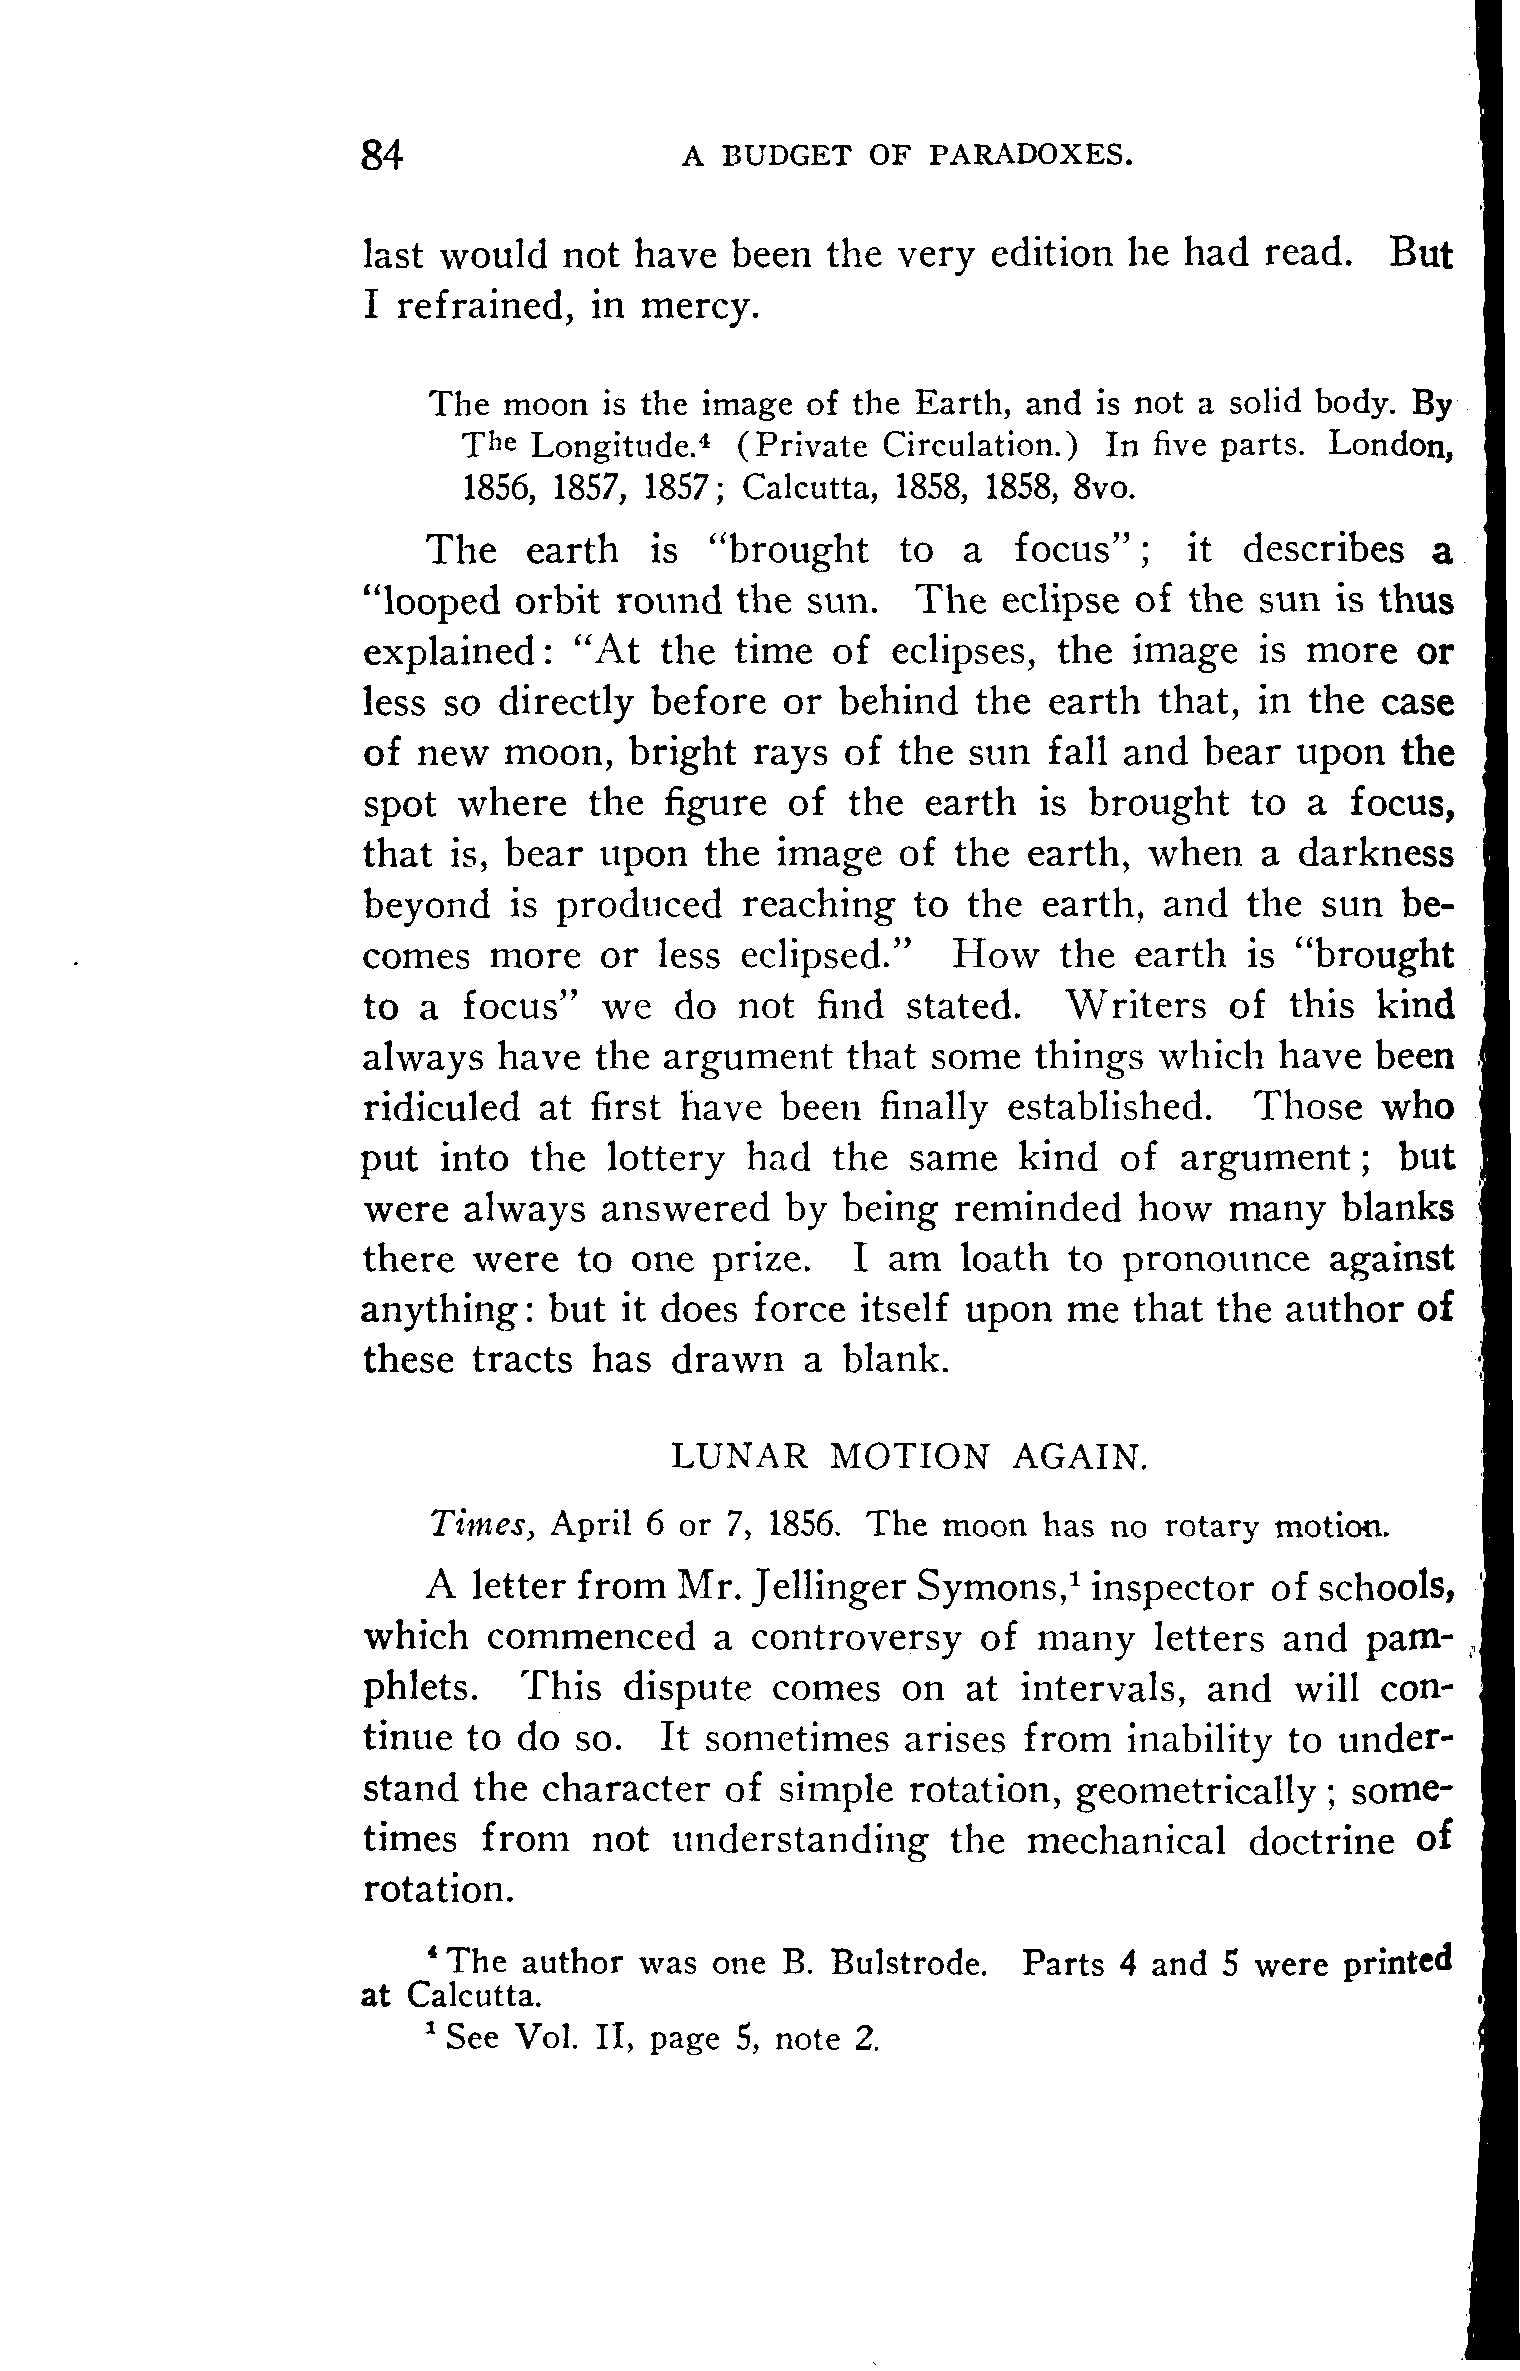 84 A BUDGET OF PARADOXES.
last would not have been the very edition he had read. But
I refrained, in mercy.
The moon is the image of the Earth, and is not a solid body. By
The Longitude.⁴ (Private Circulation.) In five parts. London,
1856, 1857, 1857; Calcutta, 1858, 1858, 8vo.
The earth is “brought to a focus”; it describes a
“looped orbit round the sun. The eclipse of the sun is thus
explained: “At the time of eclipses, the image is more or
less so directly before or behind the earth that, in the case
of new moon, bright rays of the sun fall and bear upon the
spot where the figure of the earth is brought to a focus,
that is, bear upon the image of the earth, when a darkness
beyond is produced reaching to the earth, and the sun be-
comes more or less eclipsed.” How the earth is “brought
to a focus” we do not find stated. Writers of this kind
always have the argument that some things which have been
ridiculed at first have been finally established. Those who
put into the lottery had the same kind of argument; but
were always answered by being reminded how many blanks
there were to one prize. I am loath to pronounce against
anything: but it does force itself upon me that the author of
these tracts has drawn a blank.
LUNAR MOTION AGAIN.
Times, April 6 or 7, 1856. The moon has no rotary motion.
A letter from Mr. Jellinger Symons,¹ inspector of schools,
which commenced a controversy of many letters and pam-
phlets. This dispute comes on at intervals, and will con-
tinue to do so. It sometimes arises from inability to under-
stand the character of simple rotation, geometrically; some-
times from not understanding the mechanical doctrine of
rotation.
⁴ The author was one B. Bulstrode. Parts 4 and 5 were printed
at Calcutta.
¹ See Vol. II, page 5, note 2.